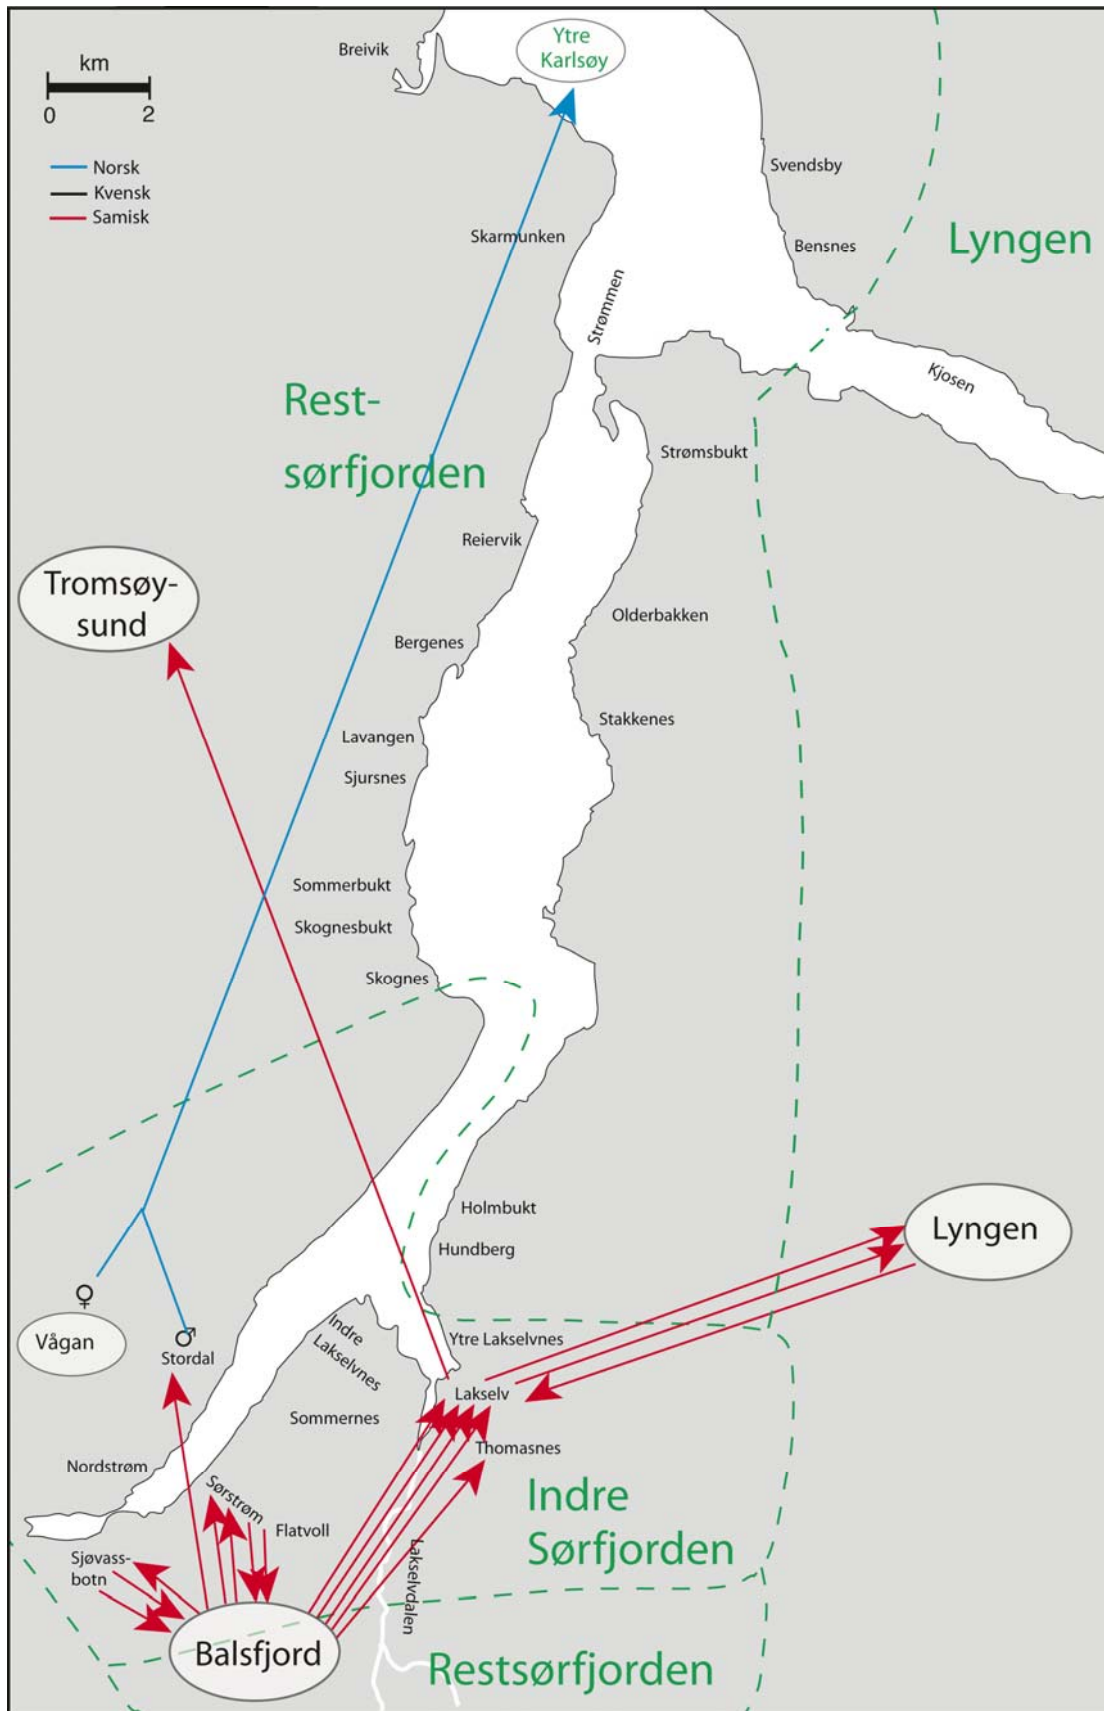 Breivik
Ytre
Karlsøy
km
0 2
Norsk
Kvensk
Samisk
Svendsby
Skarmunken
Bensnes
Lyngen
Strømmen
Kjosen
Rest-
sørfjorden
Strømsbukt
Reiervik
Tromsøy-
sund
Olderbakken
Bergenes
Stakkenes
Lavangen
Sjursnes
Sommerbukt
Skognesbukt
Skognes
Holmbukt
Hundberg
Lyngen
♀
Vågan
♂
Stordal
Indre
Lakselvnes
Ytre Lakselvnes
Lakselv
Sommernes
Thomasnes
Nordstrøm
Sørstrøm
Flatvoll
Indre
Sørfjorden
Sjøvass-
botn
Lakselvdalen
Balsfjord
Restsørfjorden